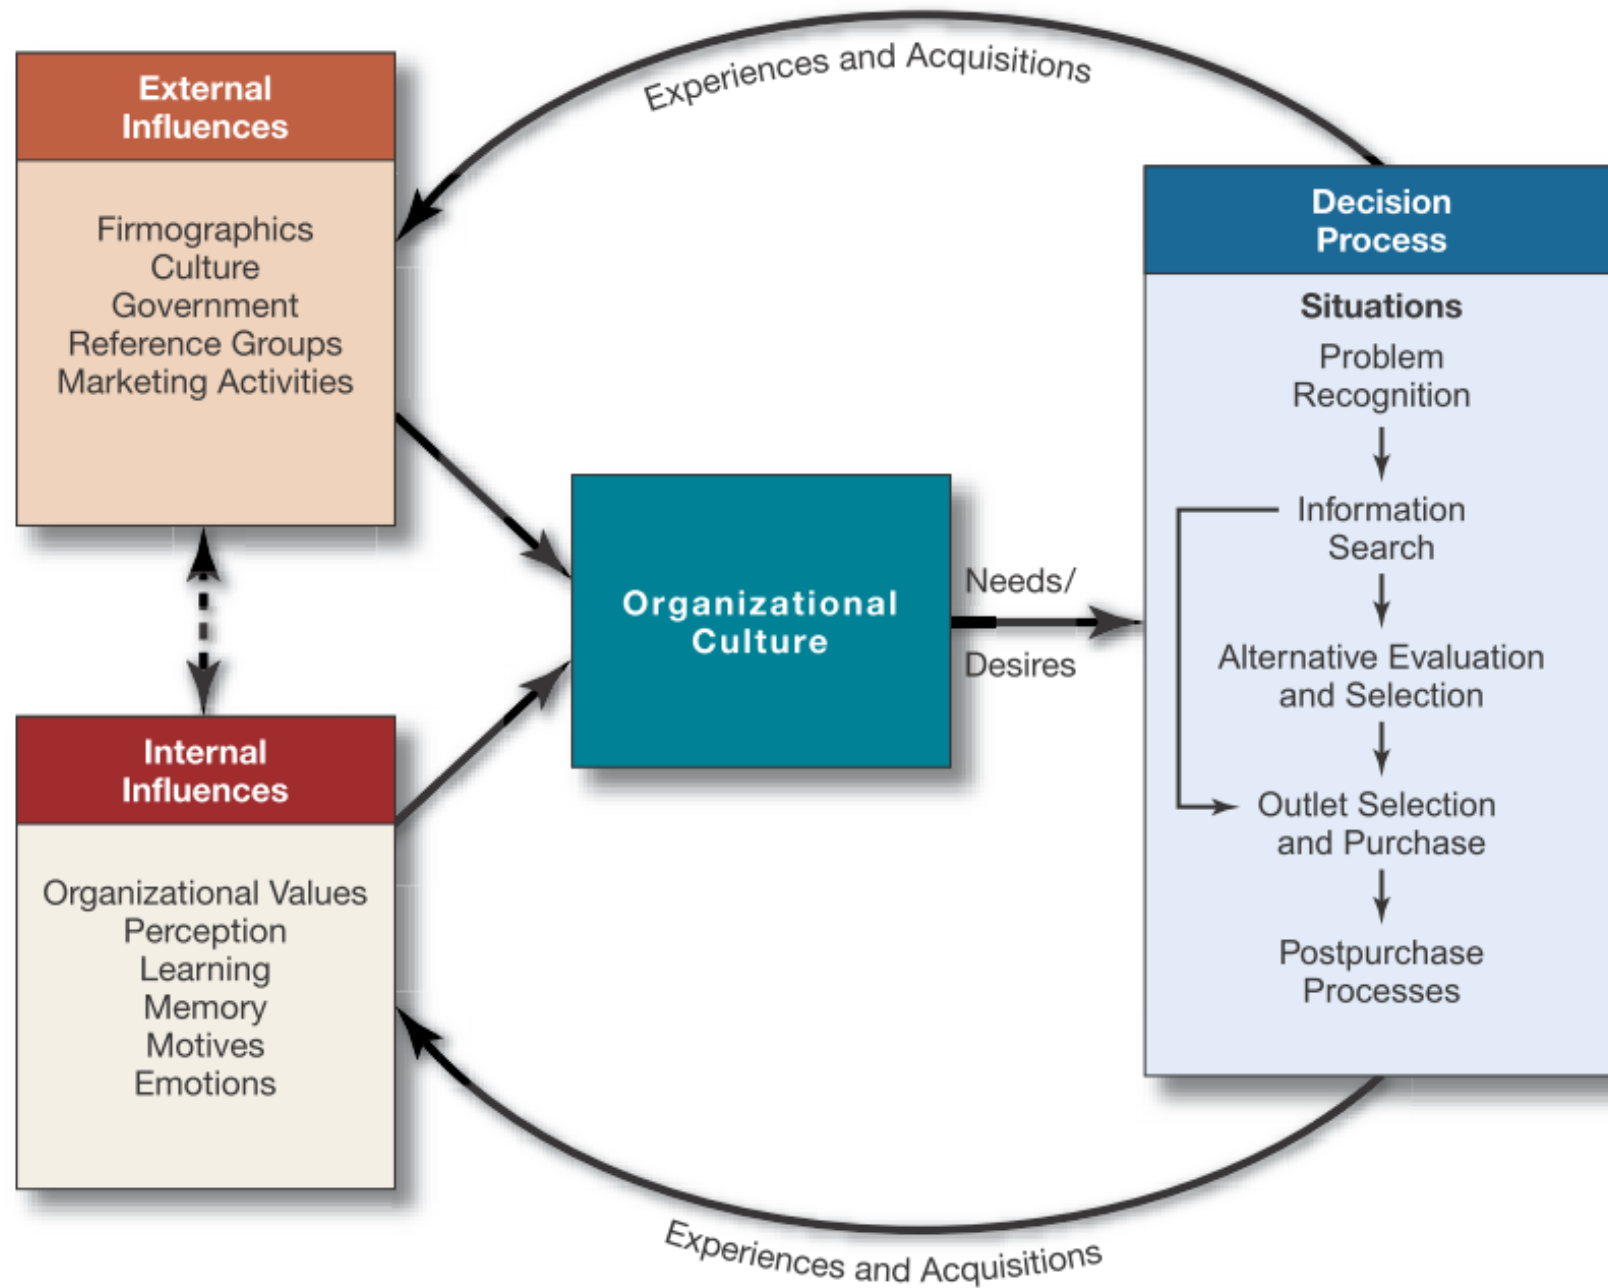 Experiences and Acquisitions
External
Influences
Firmographics
Culture
Government
Reference Groups
Marketing Activities
Internal
Influences
Organizational Values
Perception
Learning
Memory
Motives
Emotions
Organizational
Culture
Needs/
Desires
Decision
Process
Situations
Problem
Recognition
Information
Search
Alternative Evaluation
and Selection
Outlet Selection
and Purchase
Postpurchase
Processes
Experiences and Acquisitions